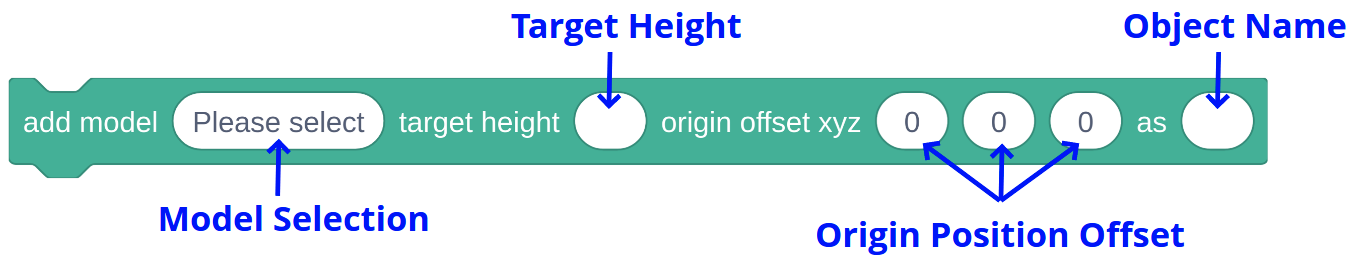 Target Height
Object Name
add model Please select target height origin offset xyz 0 0 0 as
Model Selection
Origin Position Offset